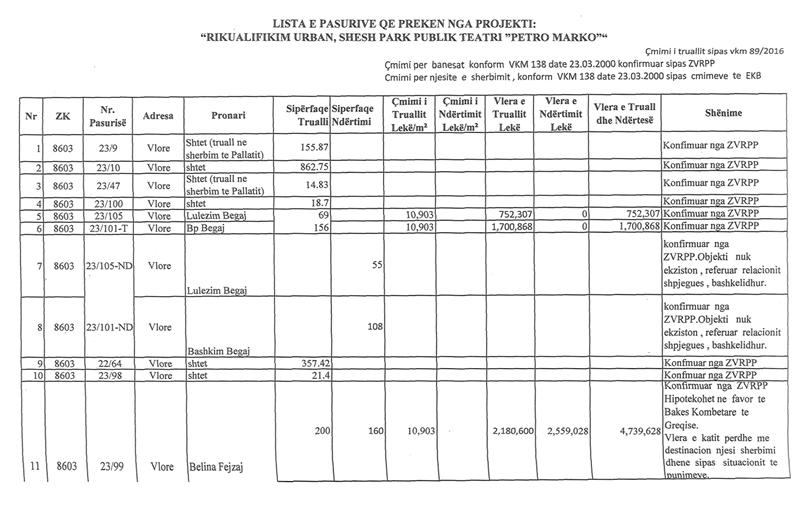 LISTA E PASURIVE QE PREKEN NGA PROJEKTI:
“RIKUALIFIKIM URBAN, SHESH PARK PUBLIK TEATRI ”PETRO MARKO”“
Çmimi i truallit sipas vkm 89/2016
Çmimi per banesat konform VKM 138 date 23.03.2000 konfirmuar sipas ZVRPP
Cmimi per njesite e sherbimit , konform VKM 138 date 23.03.2000 sipas cmimeve te EKB
Nr ZK Nr. Pasurisë Adresa Pronari Sipërfaqe Trualli Siperfaqe Ndërtimi Çmimi i Truallit Lekë/m² Çmimi i Ndërtimit Lekë/m² Vlera e Truallit Lekë Vlera e Ndërtimit Lekë Vlera e Truall dhe Ndërtesë Shënime
1 8603 23/9 Vlore Shtet (truall ne sherbim te Pallatit) 155.87 Konfimuar nga ZVRPP
2 8603 23/10 Vlore shtet 862.75 Konfimuar nga ZVRPP
3 8603 23/47 Vlore Shtet (truall ne sherbim te Pallatit) 14.83 Konfimuar nga ZVRPP
4 8603 23/100 Vlore shtet 18.7 Konfimuar nga ZVRPP
5 8603 23/105 Vlore Lulezim Begaj 69 10,903 752,307 0 752,307 Konfimuar nga ZVRPP
6 8603 23/101-T Vlore Bp Begaj 156 10,903 1,700,868 0 1,700,868 Konfimuar nga ZVRPP
7 8603 23/105-ND Vlore Lulezim Begaj 55 konfirmuar nga
ZVRPP.Objekti nuk
ekziston , referuar relacionit
shpjegues , bashkelidhur.
8 8603 23/101-ND Vlore Bashkim Begaj 108 konfirmuar nga
ZVRPP.Objekti nuk
ekziston , referuar relacionit
shpjegues , bashkelidhur.
9 8603 22/64 Vlore shtet 357.42 Konfmuar nga ZVRPP
10 8603 23/98 Vlore shtet 21.4 Konfmuar nga ZVRPP
11 8603 23/99 Vlore Belina Fejzaj 200 160 10,903 2,180,600 2,559,028 4,739,628 Konfirmuar nga ZVRPP
Hipotekohet ne favor te
Bakes Kombetare te
Greqise.
Vlera e katit perdhe me
destinacion njesi sherbimi
dhene sipas situacionit te
punimeve.